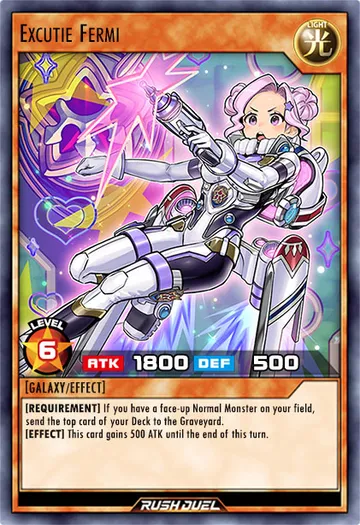 EXCUTIE FERMI
LIGHT
光
LEVEL
6
ATK 1800 DEF 500
[GALAXY/EFFECT]
[REQUIREMENT] If you have a face-up Normal Monster on your field,
send the top card of your Deck to the Graveyard.
[EFFECT] This card gains 500 ATK until the end of this turn.
RUSH DUEL